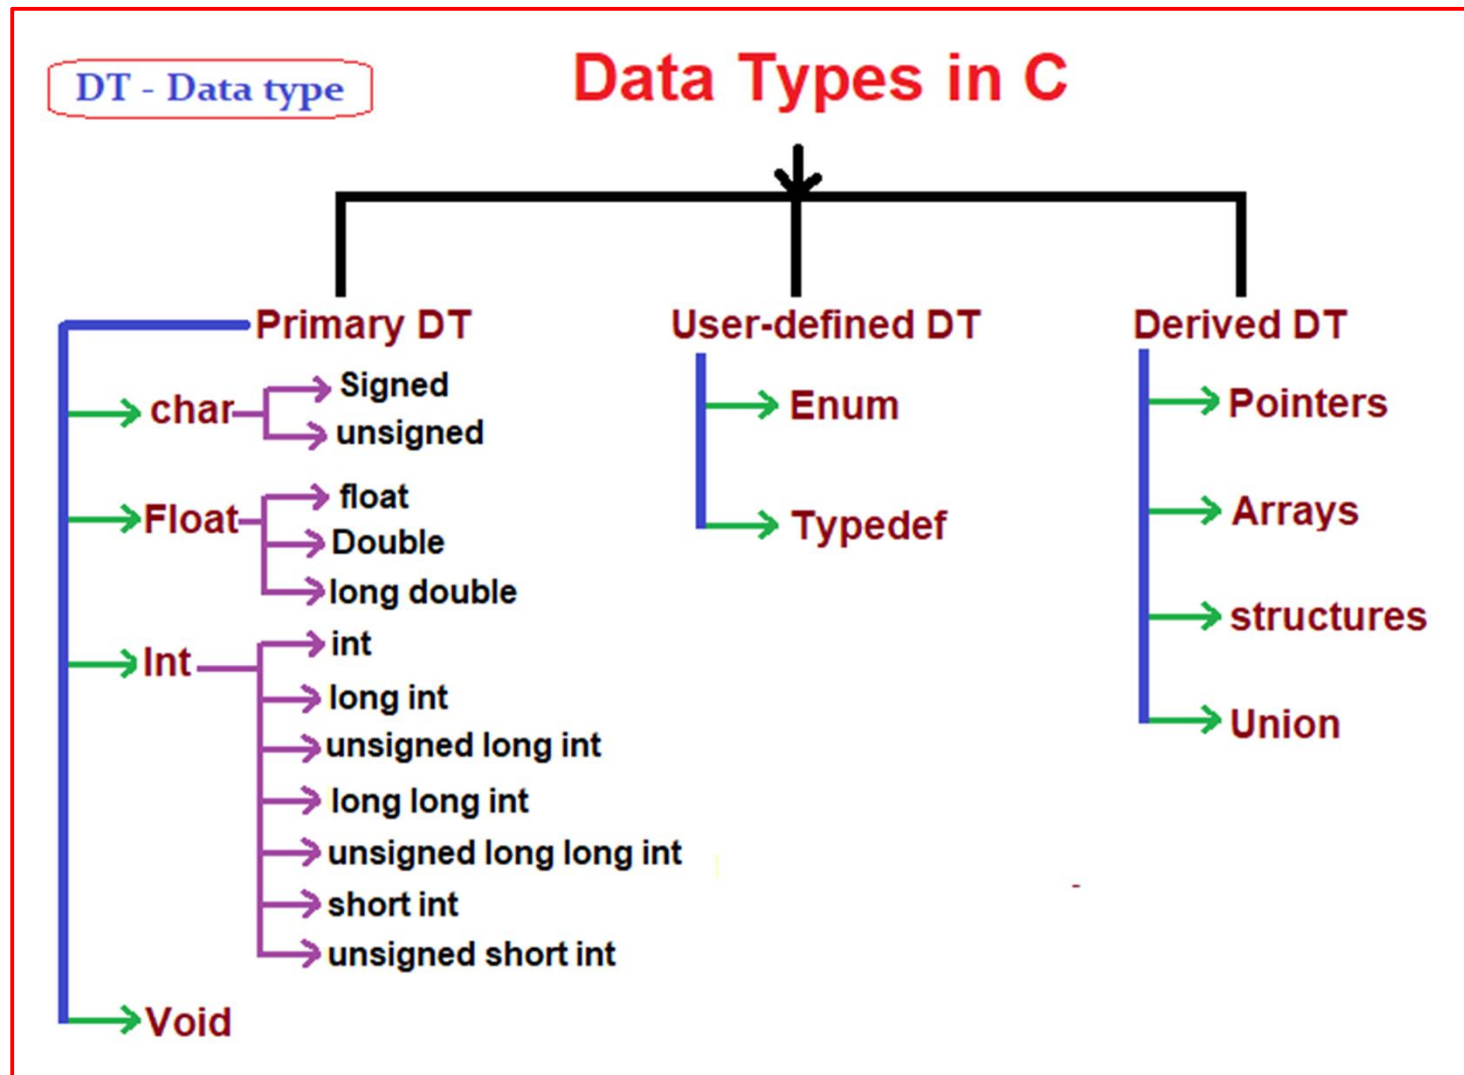 DT - Data type
Data Types in C
Primary DT
char
Signed
unsigned
Float
float
Double
long double
Int
int
long int
unsigned long int
long long int
unsigned long long int
short int
unsigned short int
Void
User-defined DT
Enum
Typedef
Derived DT
Pointers
Arrays
structures
Union